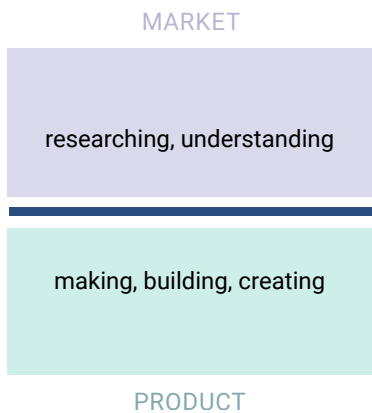 MARKET
researching, understanding
making, building, creating
PRODUCT